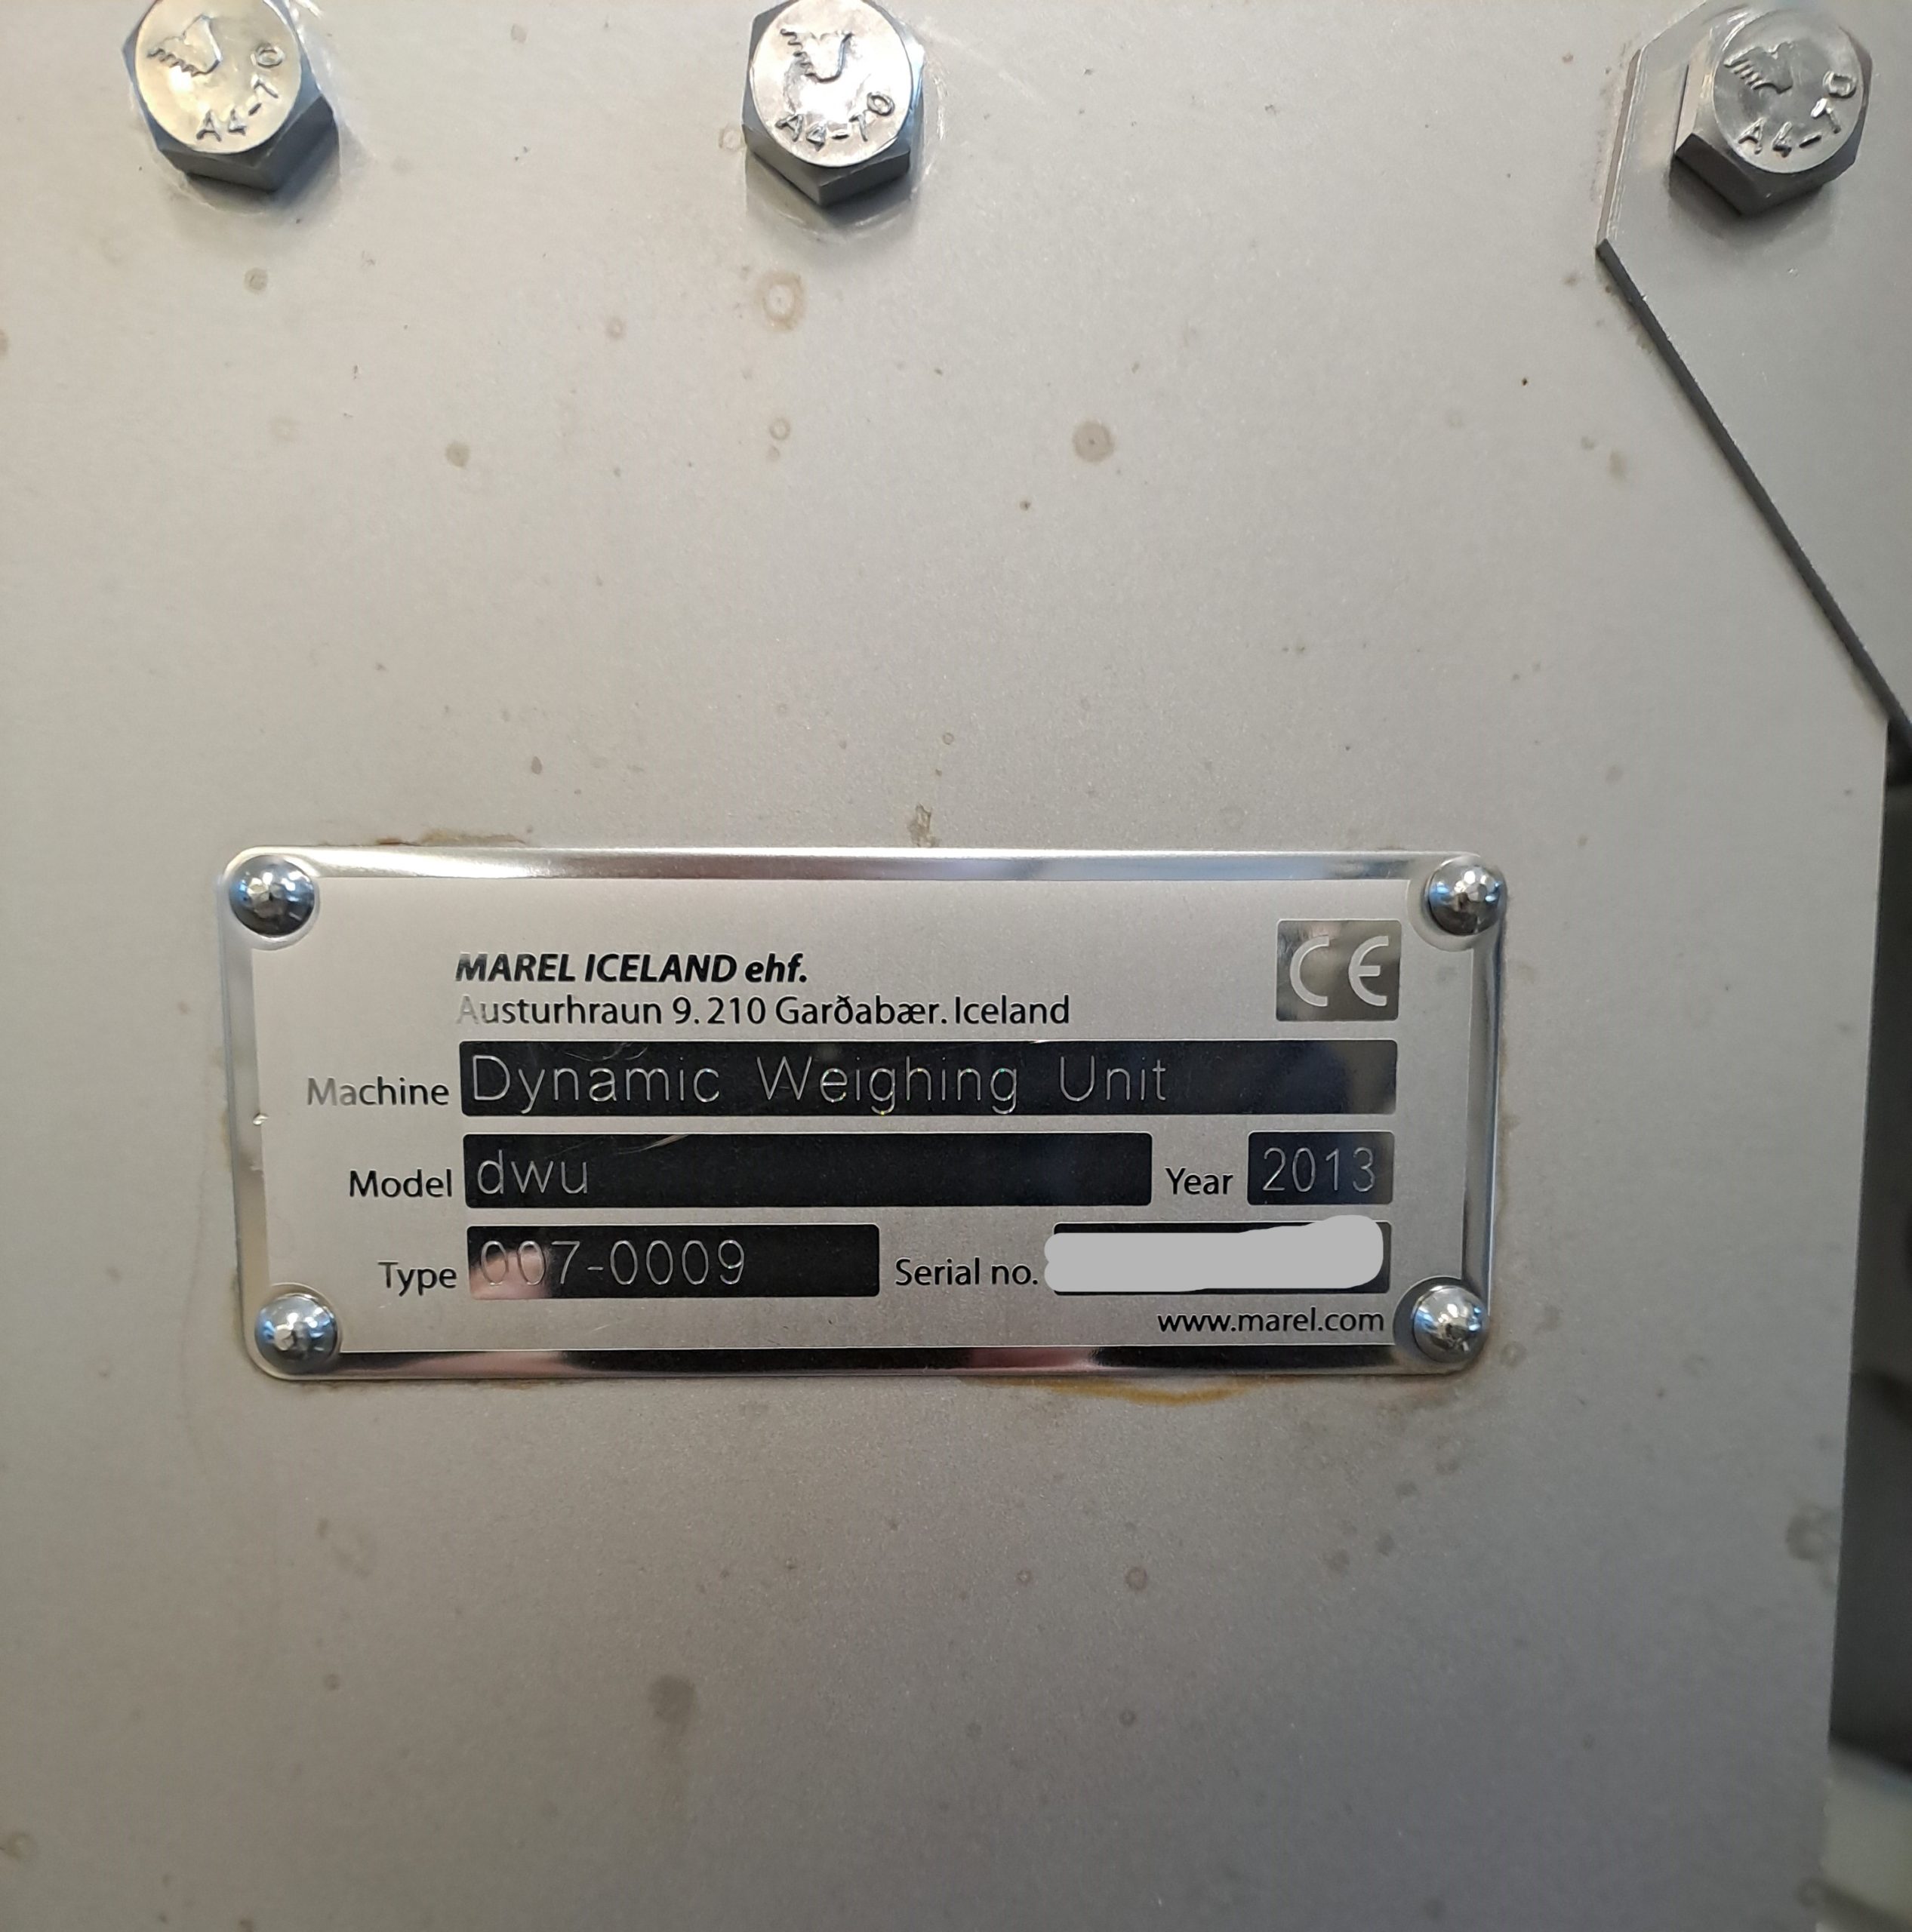 A4-70
A4-70
A4-70
MAREL ICELAND ehf.
Austurhraun 9. 210 Garðabær. Iceland
CE
Machine Dynamic Weighing Unit
Model dwu Year 2013
Type 007-0009 Serial no.
www.marel.com